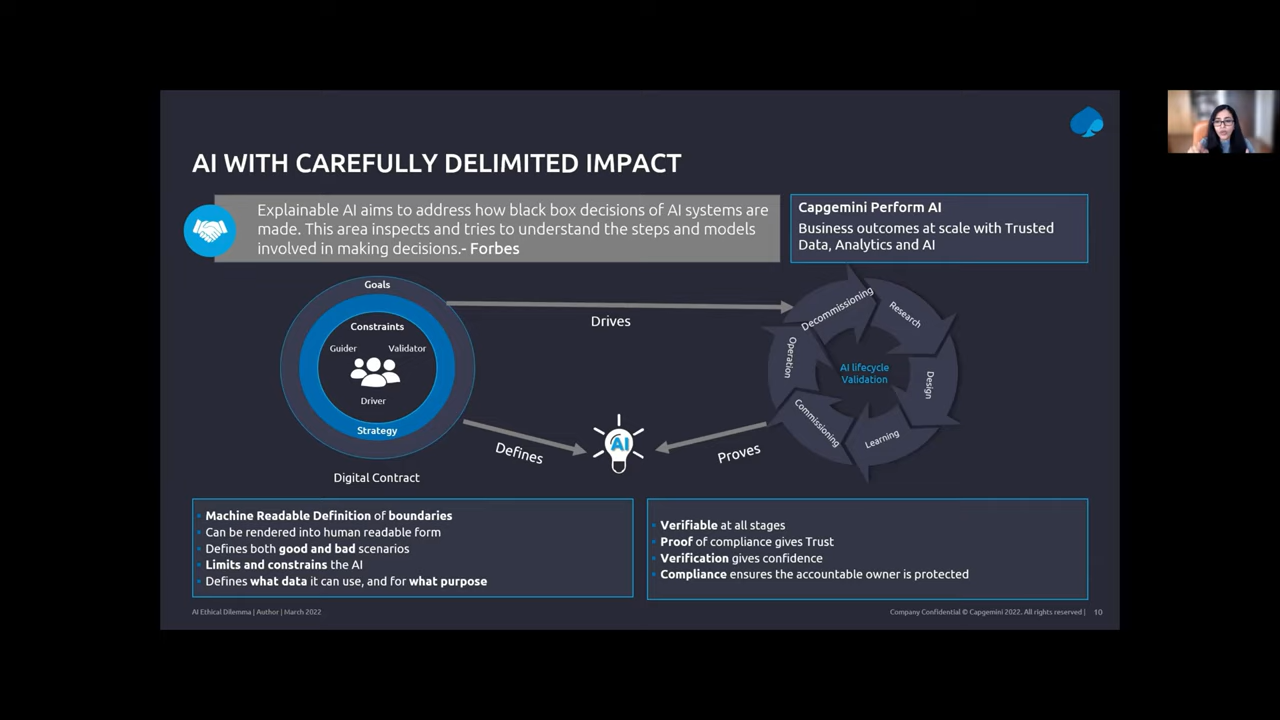 AI WITH CAREFULLY DELIMITED IMPACT
Explainable AI aims to address how black box decisions of AI systems are
made. This area inspects and tries to understand the steps and models
involved in making decisions.- Forbes
Capgemini Perform AI
Business outcomes at scale with Trusted
Data, Analytics and AI
Goals
Constraints
Guider
Validator
Driver
Strategy
Digital Contract
Drives
Defines
AI
Proves
Decommissioning
Research
Design
Learning
Commissioning
Operation
AI lifecycle
Validation
Machine Readable Definition of boundaries
Can be rendered into human readable form
Defines both good and bad scenarios
Limits and constrains the AI
Defines what data it can use, and for what purpose
Verifiable at all stages
Proof of compliance gives Trust
Verification gives confidence
Compliance ensures the accountable owner is protected
AI Ethical Dilemma | Author | March 2022
Company Confidential © Capgemini 2022. All rights reserved | 10